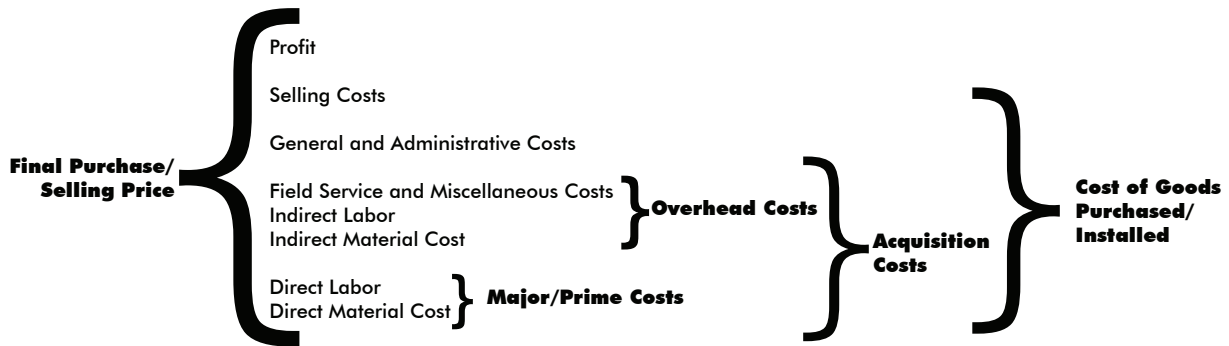 Profit
Selling Costs
General and Administrative Costs
Final Purchase/
Selling Price
Field Service and Miscellaneous Costs
Indirect Labor
Indirect Material Cost
Overhead Costs
Direct Labor
Direct Material Cost
Major/Prime Costs
Acquisition
Costs
Cost of Goods
Purchased/
Installed